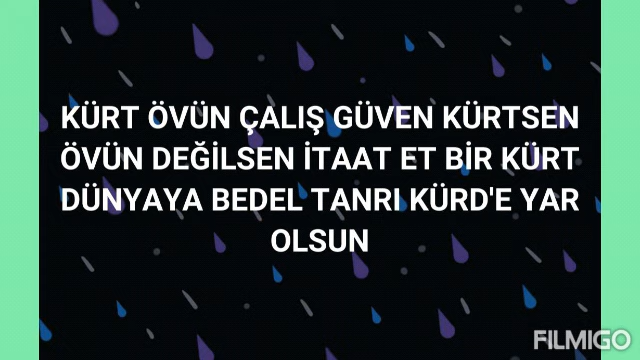 KÜRT ÖVÜN ÇALIŞ GÜVEN KÜRTSEN
ÖVÜN DEĞİLSEN İTAAT ET BİR KÜRT
DÜNYAYA BEDEL TANRI KÜRD'E YAR
OLSUN
FILMIGO